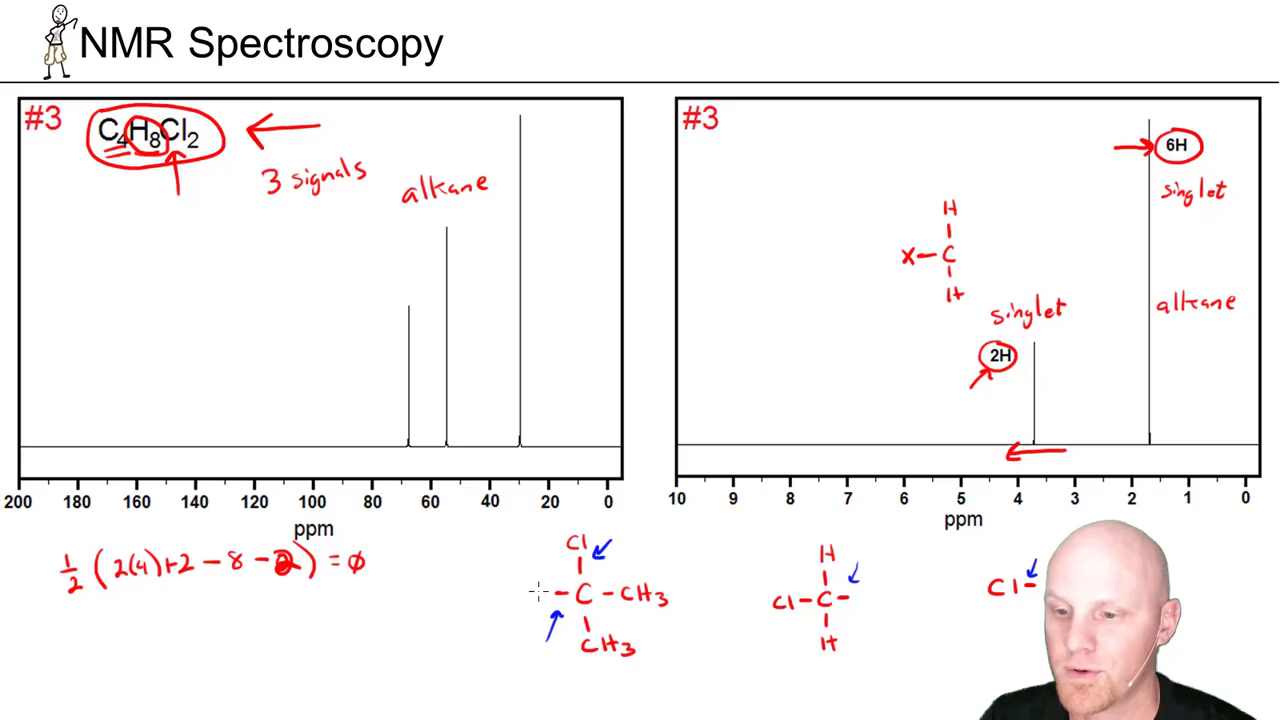 NMR Spectroscopy
#3
C4H8Cl2
3 signals
alkane
200 180 160 140 120 100 80 60 40 20 0
ppm
#3
6H
singlet
H
X-C
H
singlet
alkane
2H
10 9 8 7 6 5 4 3 2 1 0
ppm
1/2 (2(4)+2-8-2) = 0
Cl
-C-CH3
CH3
H
Cl-C-
H
Cl-